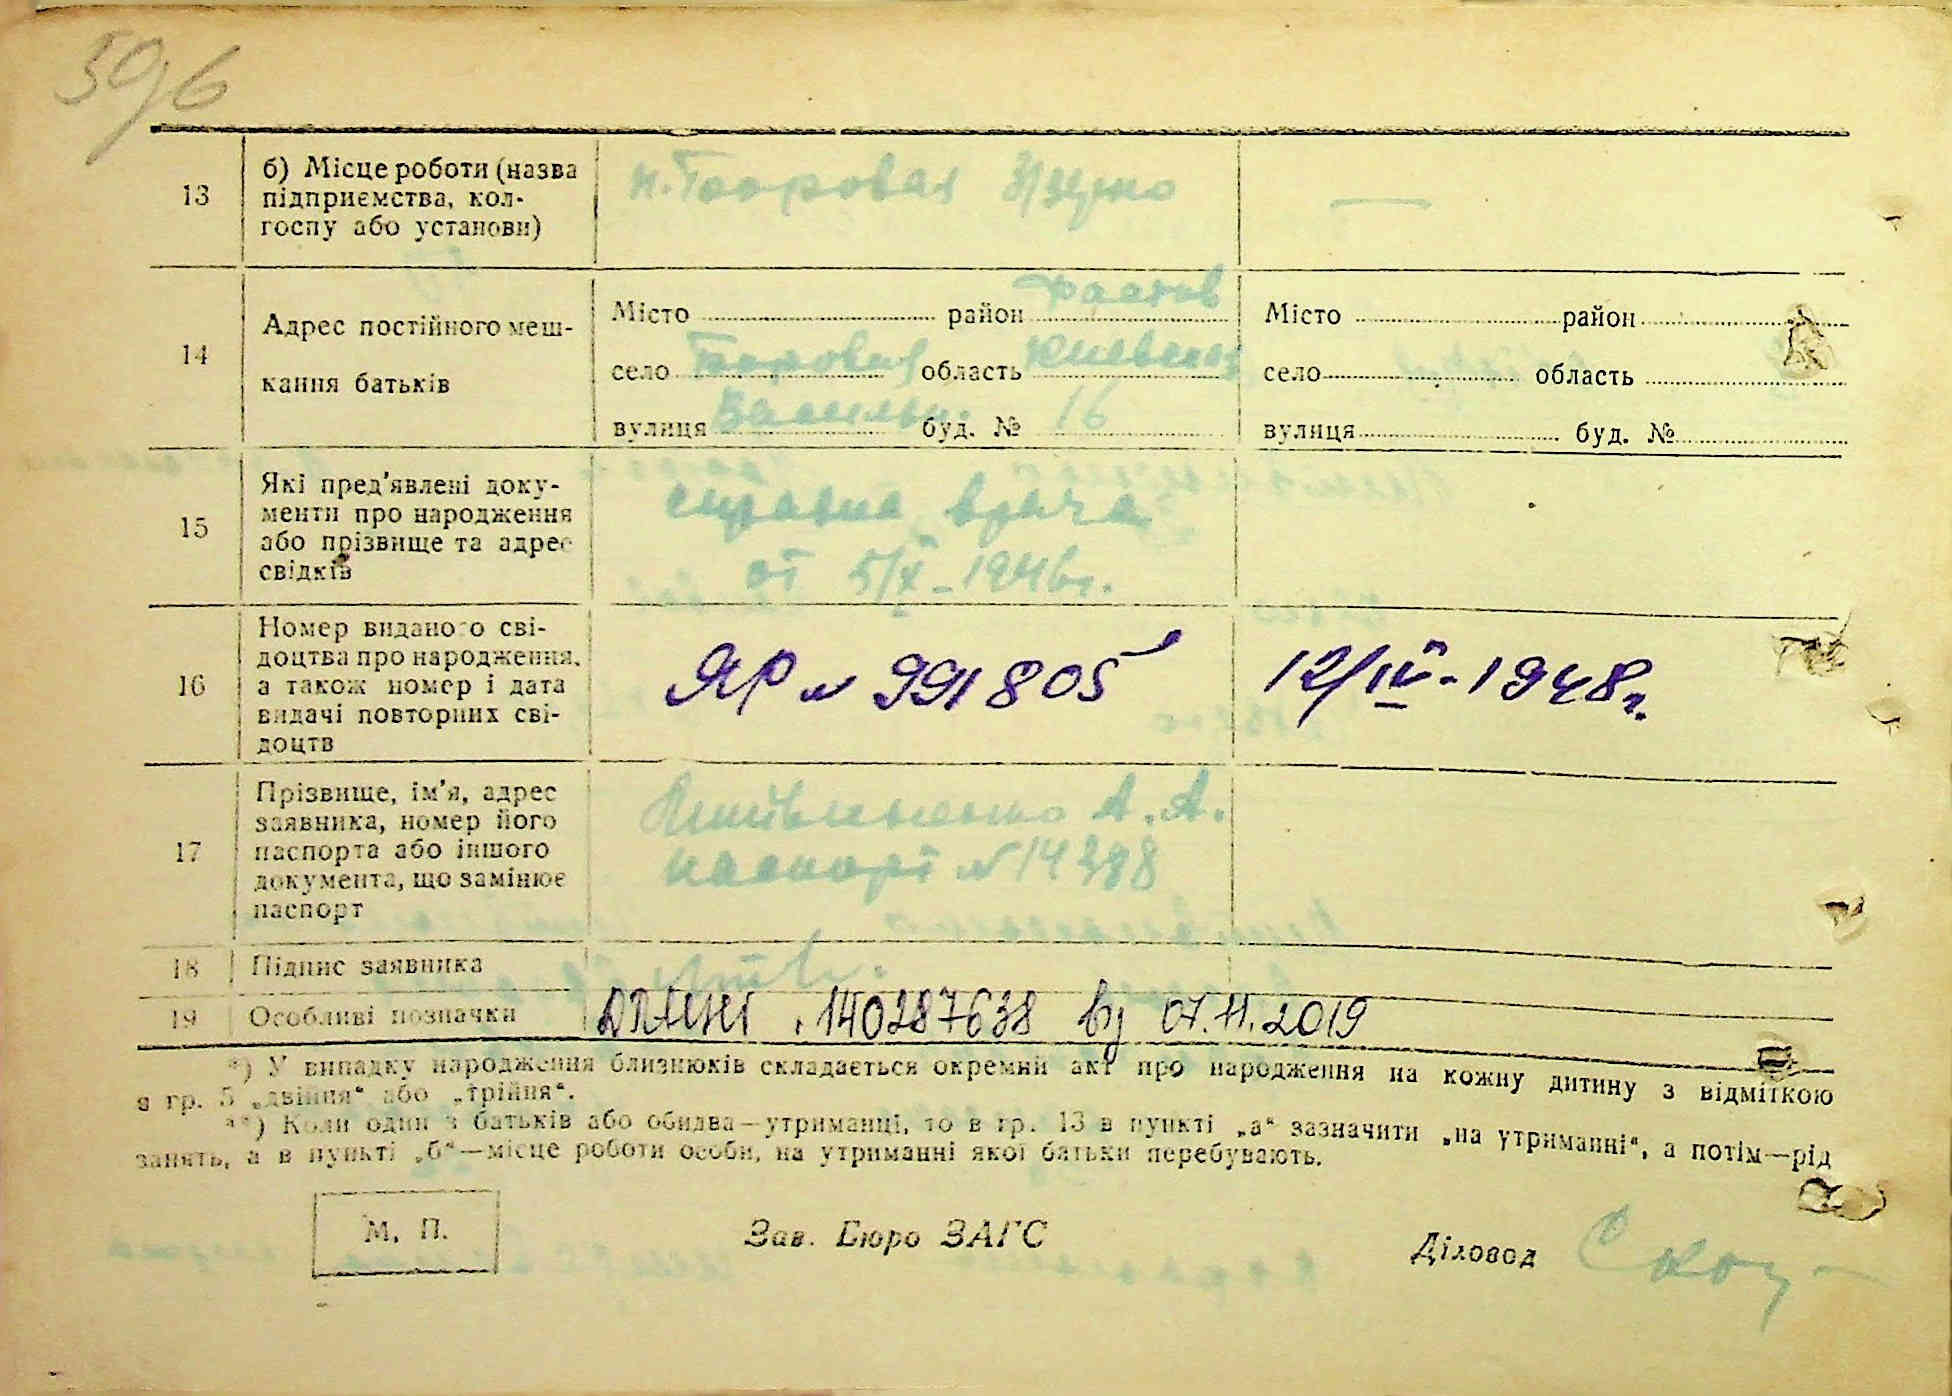 596
13
б) Місце роботи (назва
підприємства, кол-
госпу або установи)
—
14
Адрес постійного меш-
кання батьків
Місто район
село область
вулиця Васильк. буд. № 16
Місто район
село область
вулиця буд. №
15
Які пред'явлені доку-
менти про народження
або прізвище та адрес
свідків
справка врача
от 5/X-1946г.
16
Номер виданого сві-
доцтва про народження,
а також номер і дата
видачі повторних сві-
доцтв
ЯР № 991805
12/IV-1948г.
17
Прізвище, ім'я, адрес
заявника, номер його
паспорта або іншого
документа, що замінює
паспорт
А. А.
паспорт № 14398
18
Підпис заявника
19
Особливі позначки
140287638 від 07.11.2019
*) У випадку народження близнюків складається окремий акт про народження на кожну дитину з відміткою
в гр. 5 „двійня“ або „трійня“.
**) Коли один з батьків або обидва—утриманці, то в гр. 13 в пункті „а“ зазначити „на утриманні“, а потім—рід
занять, а в пункті „б“—місце роботи особи, на утриманні якої батьки перебувають.
М. П.
Зав. Бюро ЗАГС
Діловод